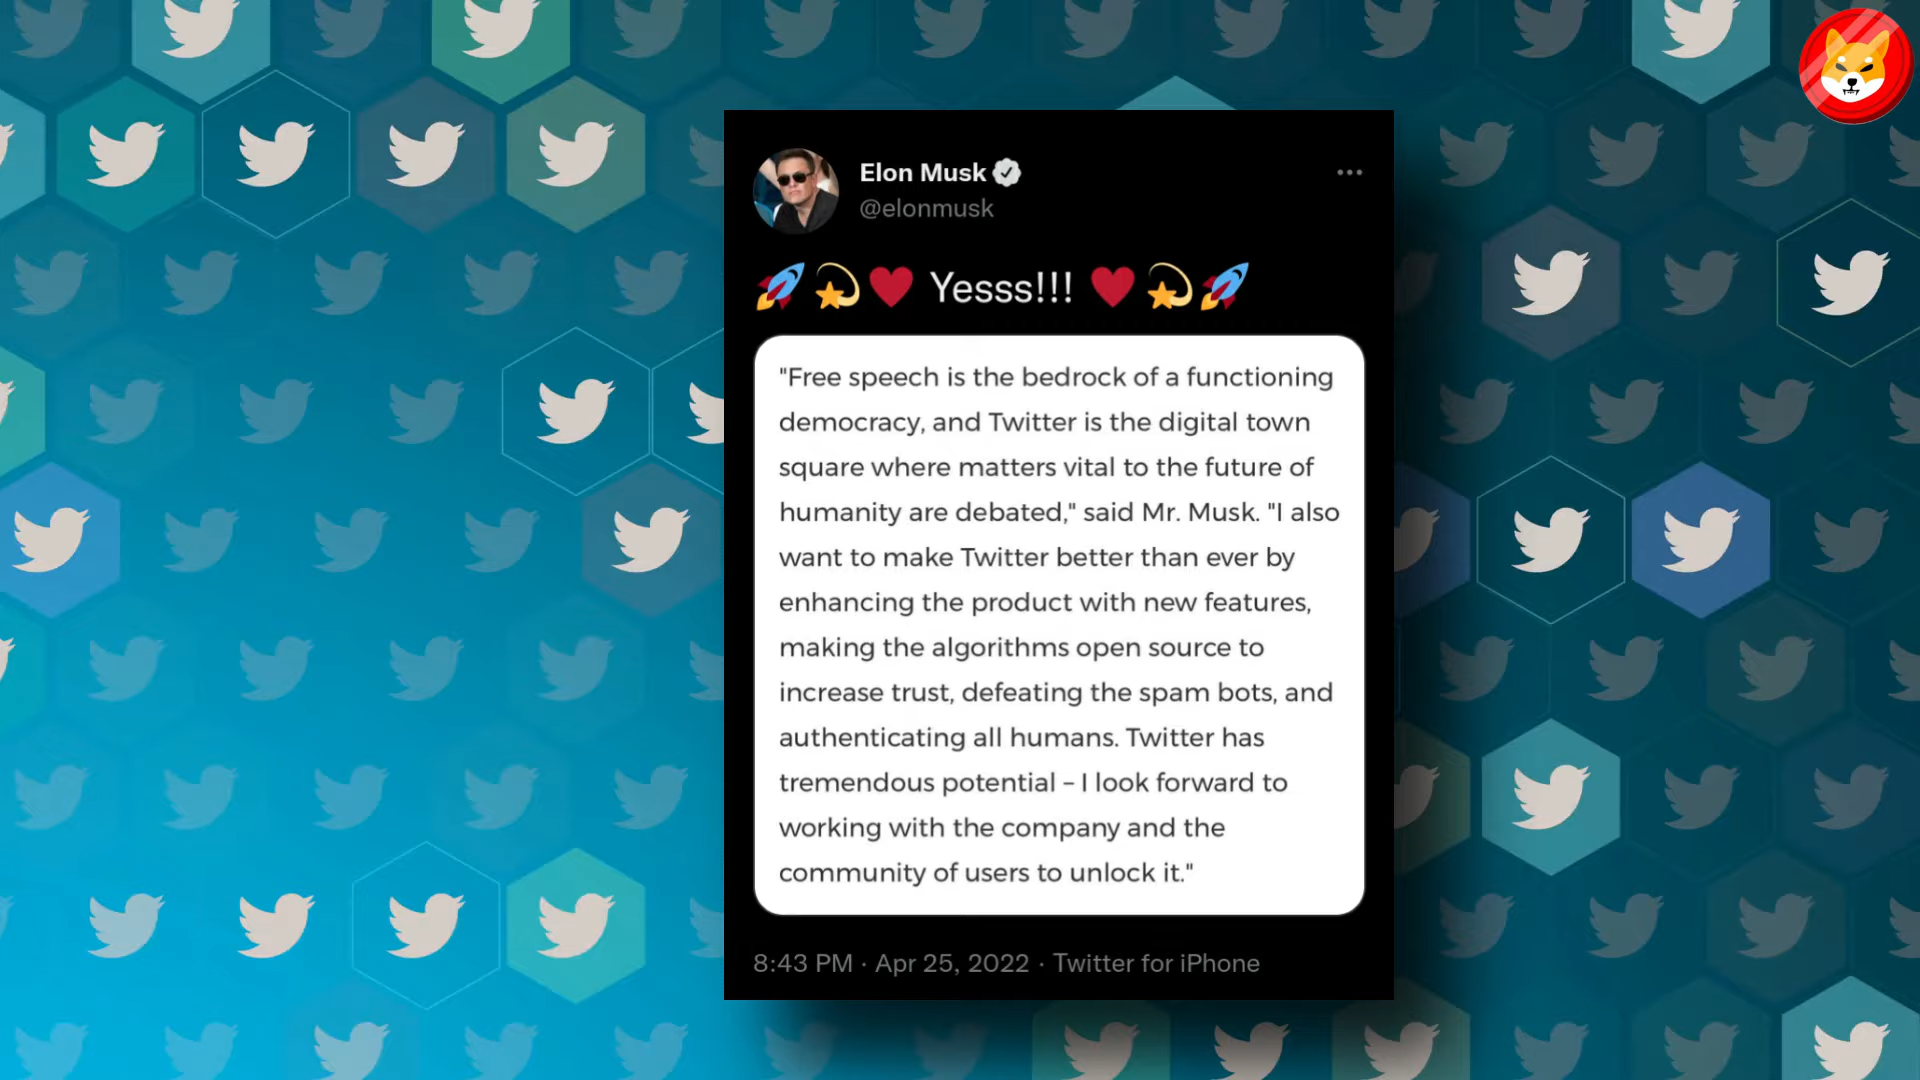 Elon Musk
@elonmusk
🚀💫❤️ Yesss!!! ❤️💫🚀
"Free speech is the bedrock of a functioning
democracy, and Twitter is the digital town
square where matters vital to the future of
humanity are debated," said Mr. Musk. "I also
want to make Twitter better than ever by
enhancing the product with new features,
making the algorithms open source to
increase trust, defeating the spam bots, and
authenticating all humans. Twitter has
tremendous potential – I look forward to
working with the company and the
community of users to unlock it."
8:43 PM · Apr 25, 2022 · Twitter for iPhone